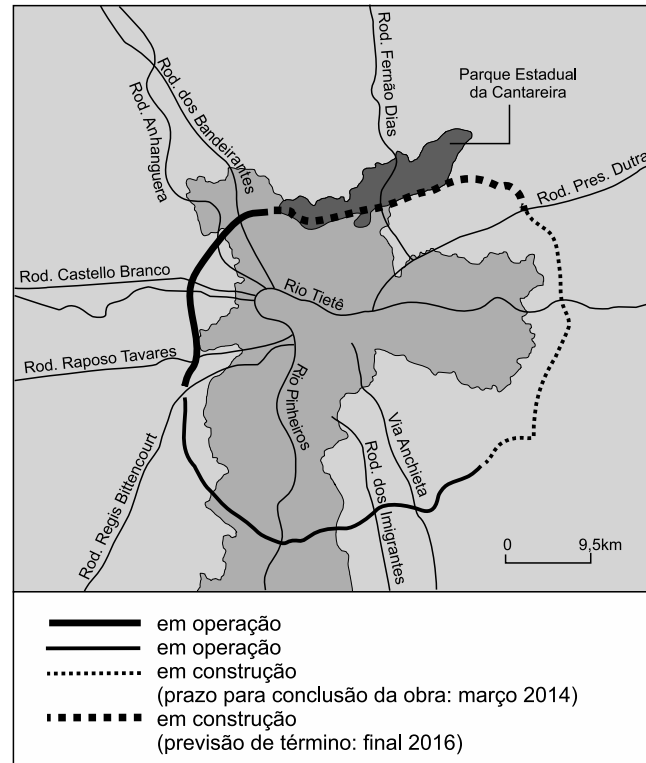 Rod. Fernão Dias
Parque Estadual
da Cantareira
Rod. dos Bandeirantes
Rod. Anhanguera
Rod. Pres. Dutra
Rod. Castello Branco
Rio Tietê
Rod. Raposo Tavares
Rio Pinheiros
Via Anchieta
Rod. dos Imigrantes
Rod. Regis Bittencourt
0 9,5km
em operação
em operação
em construção
(prazo para conclusão da obra: março 2014)
em construção
(previsão de término: final 2016)